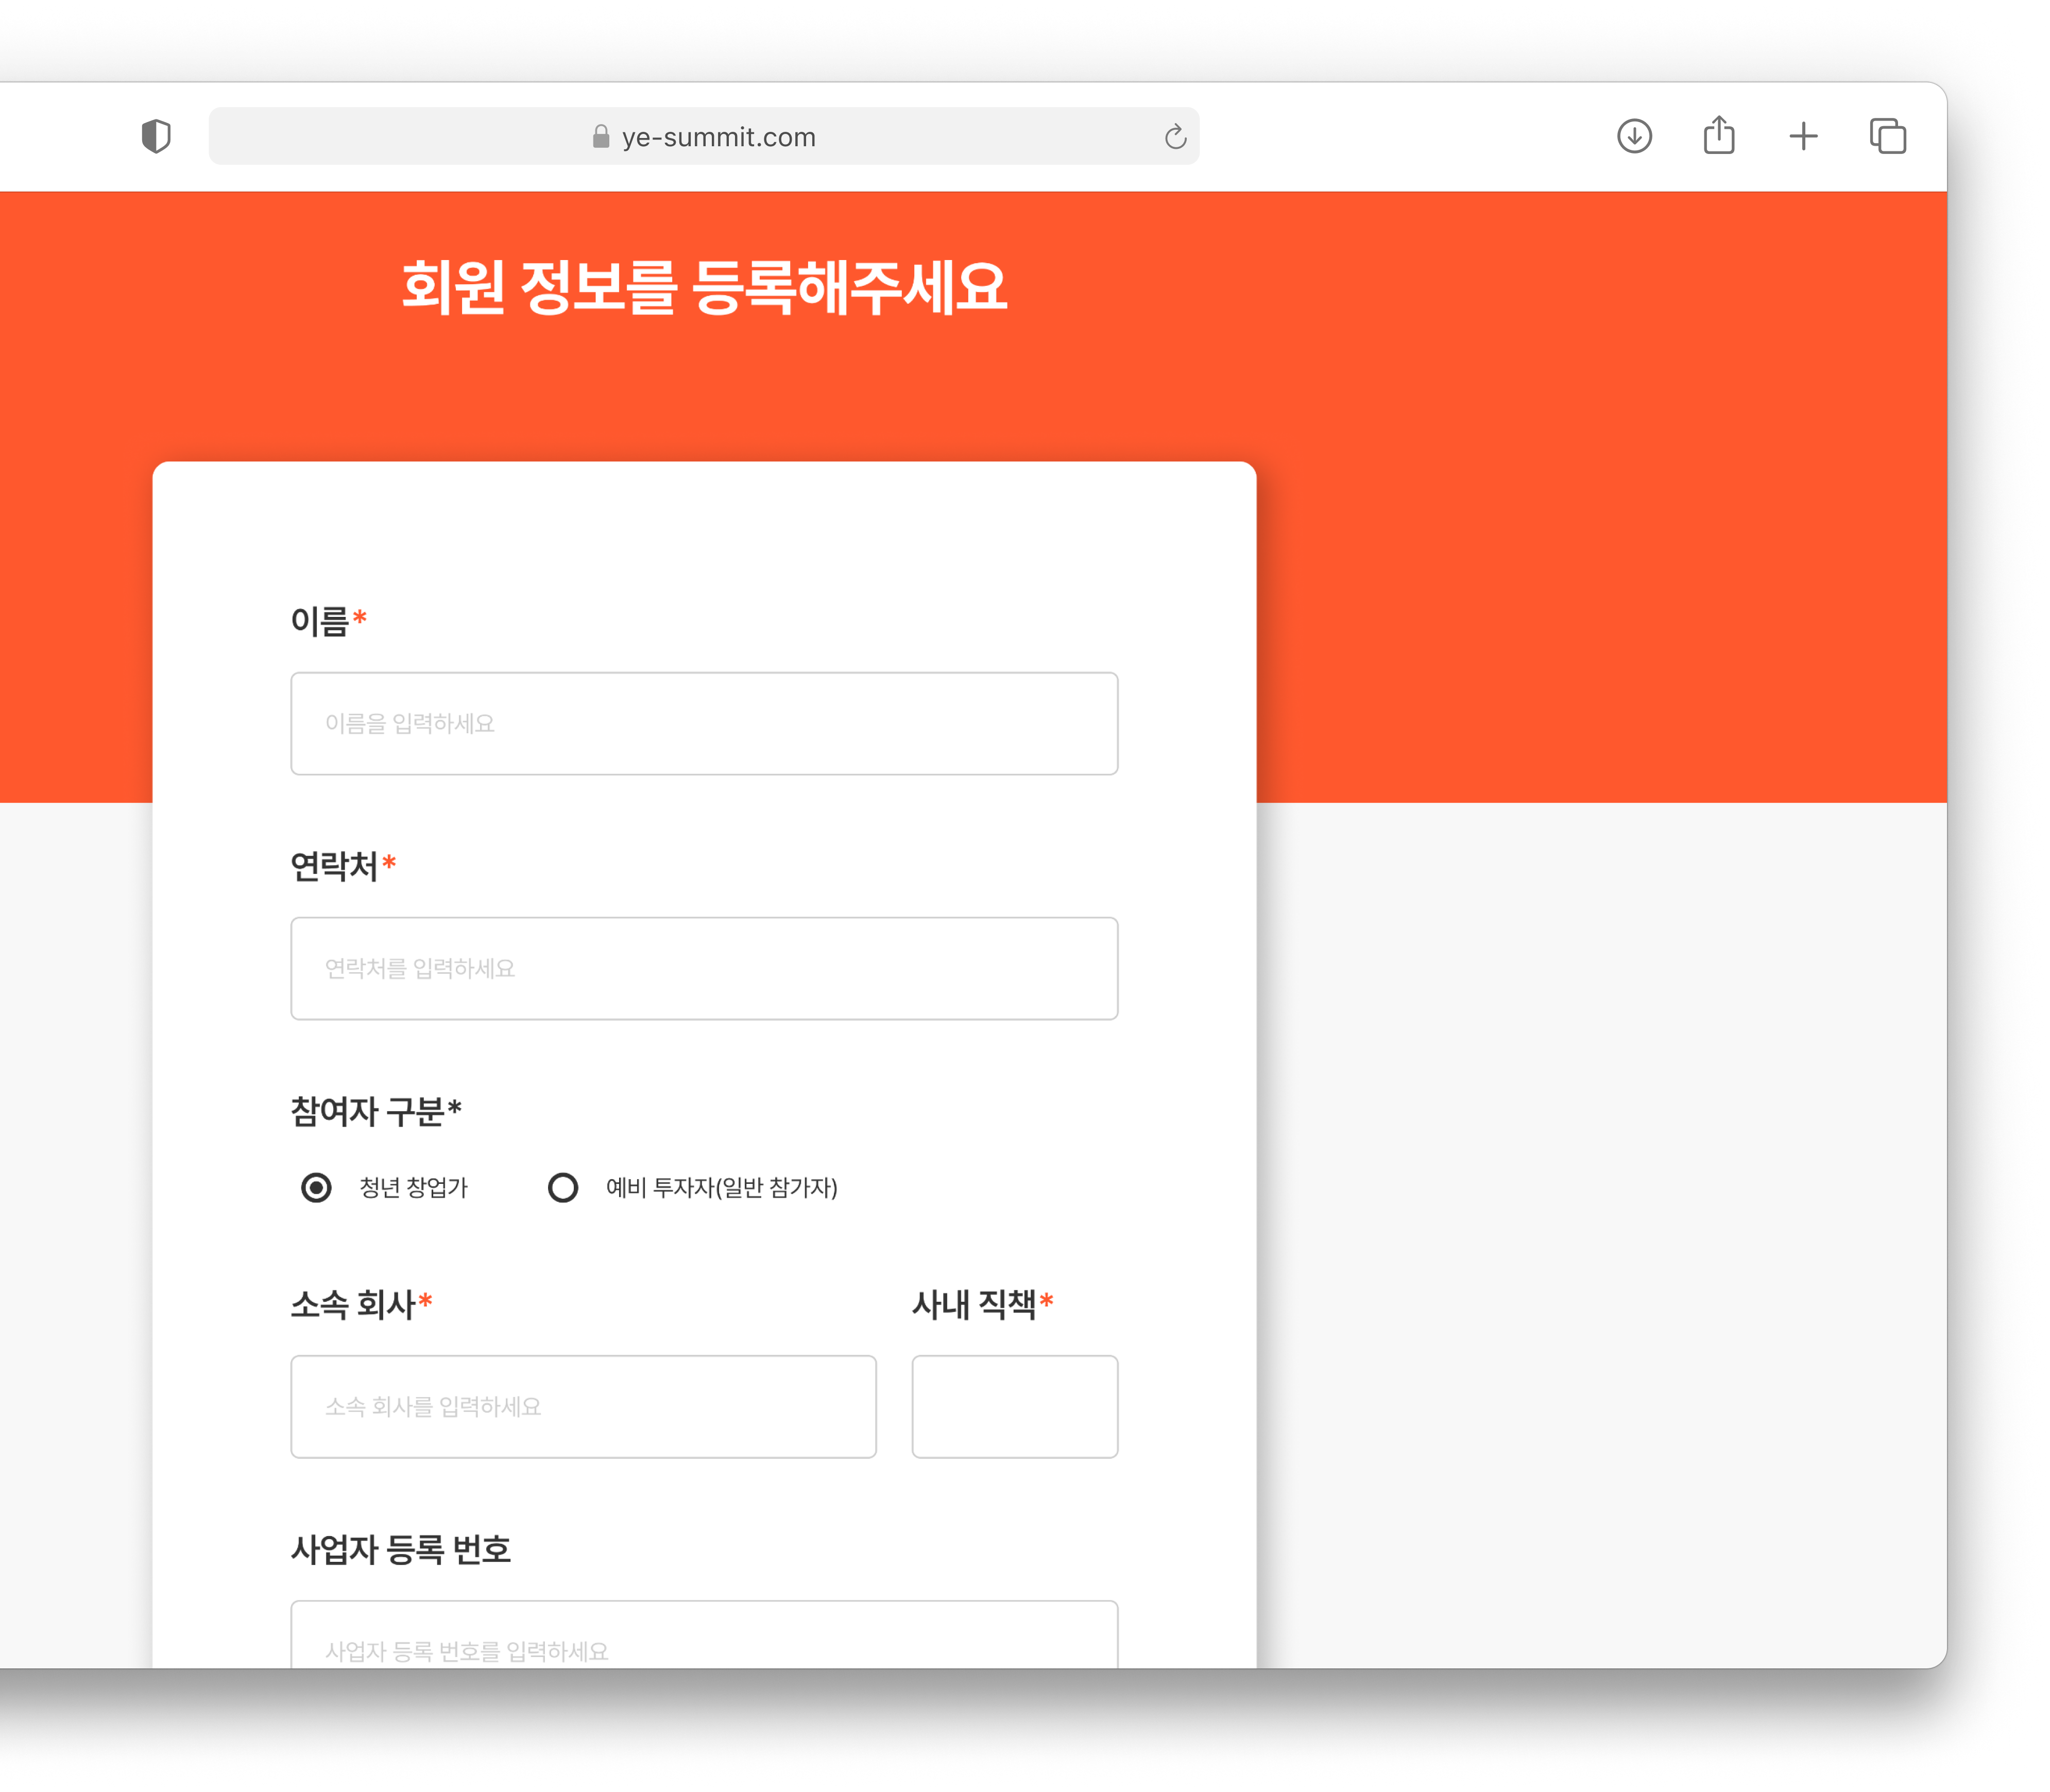 ye-summit.com
회원 정보를 등록해주세요
이름*
이름을 입력하세요
연락처*
연락처를 입력하세요
참여자 구분*
청년 창업가 예비 투자자(일반 참가자)
소속 회사* 사내 직책*
소속 회사를 입력하세요
사업자 등록 번호
사업자 등록 번호를 입력하세요